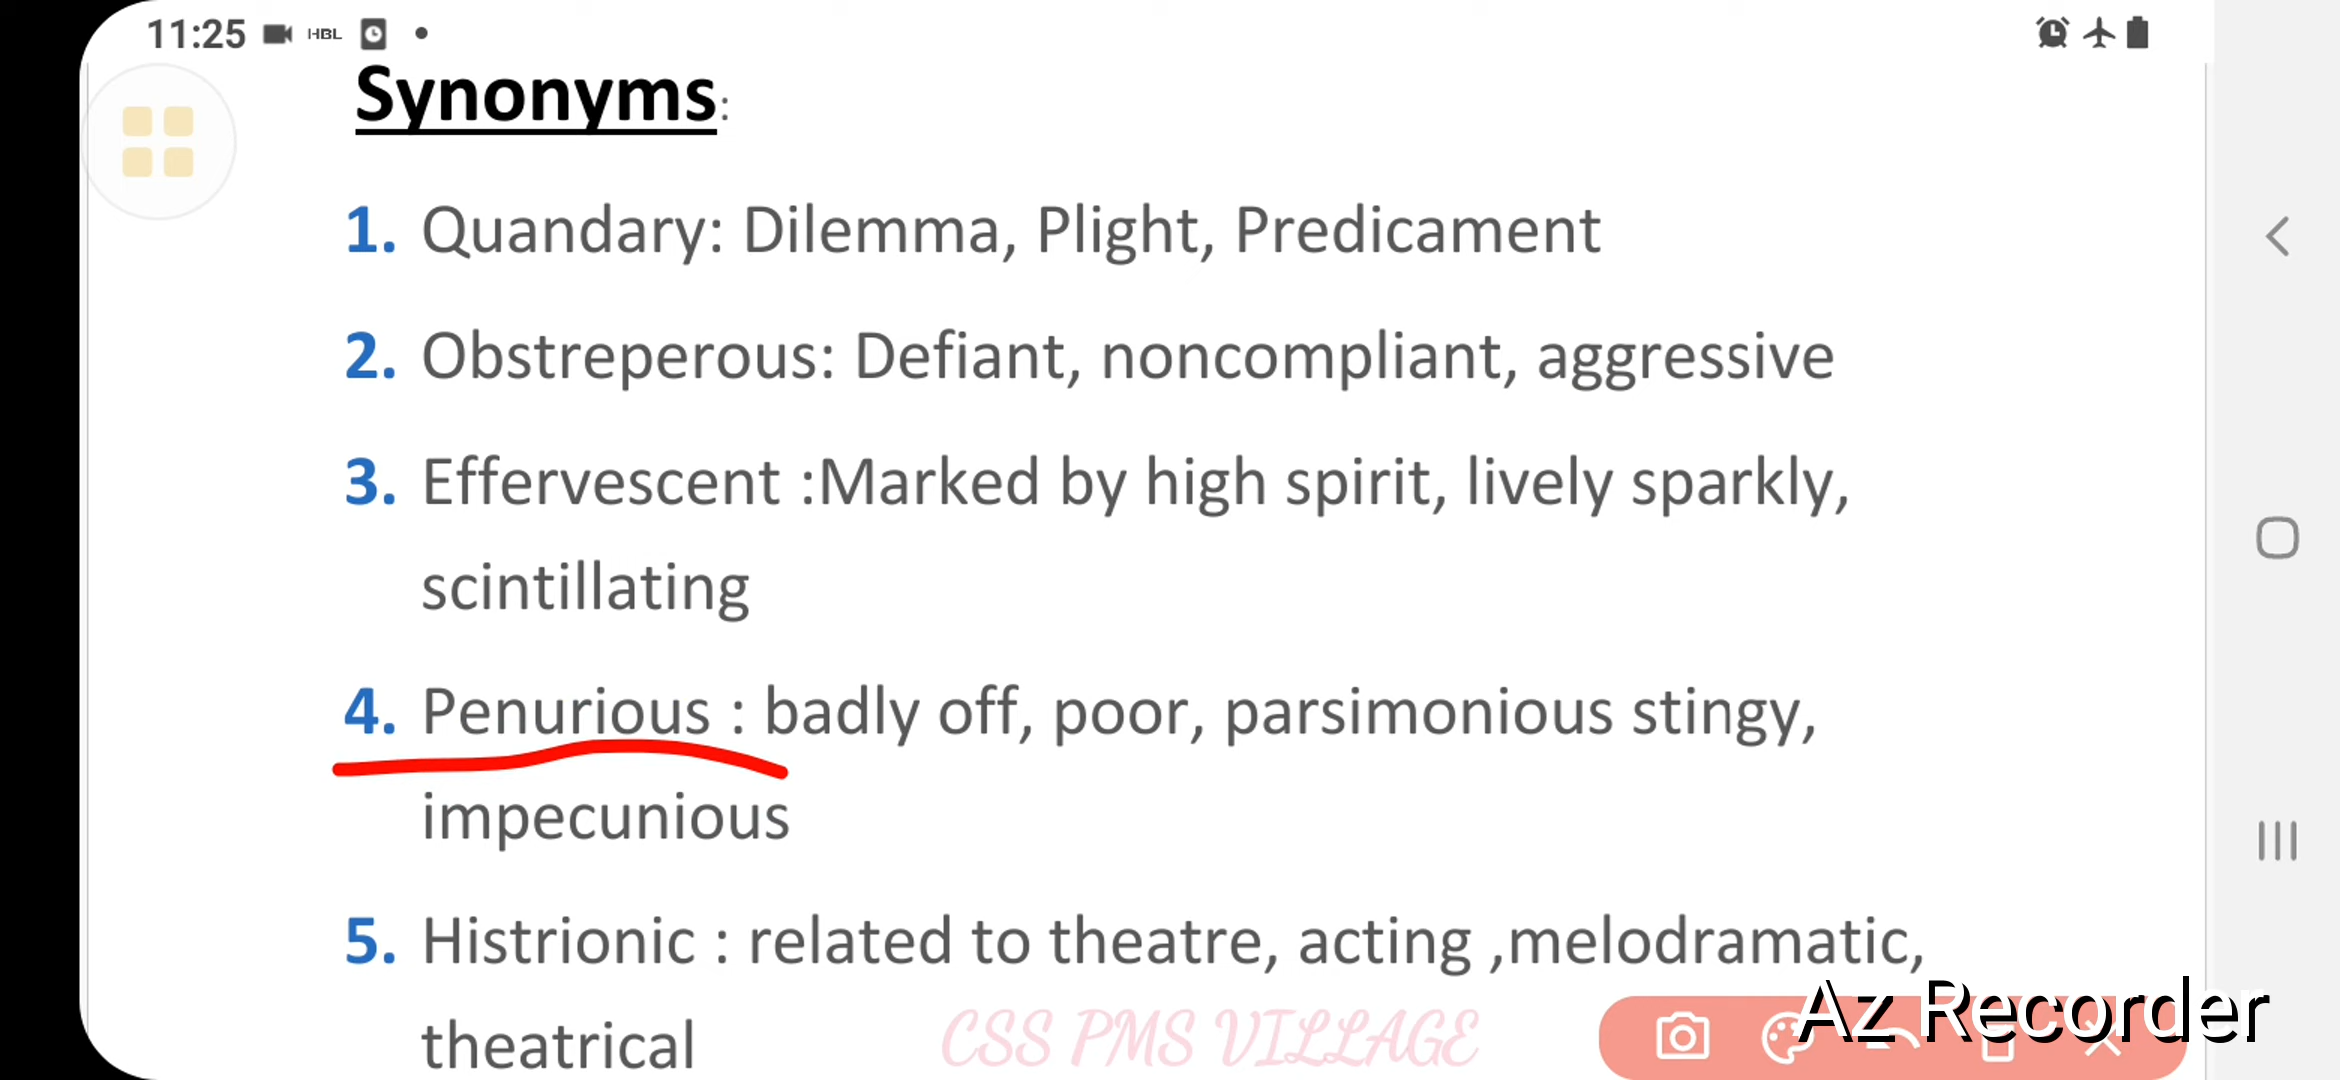 11:25 HBL
Synonyms:
1. Quandary: Dilemma, Plight, Predicament
2. Obstreperous: Defiant, noncompliant, aggressive
3. Effervescent :Marked by high spirit, lively sparkly,
scintillating
4. Penurious : badly off, poor, parsimonious stingy,
impecunious
5. Histrionic : related to theatre, acting ,melodramatic,
theatrical
CSS PMS VILLAGE
Az Recorder